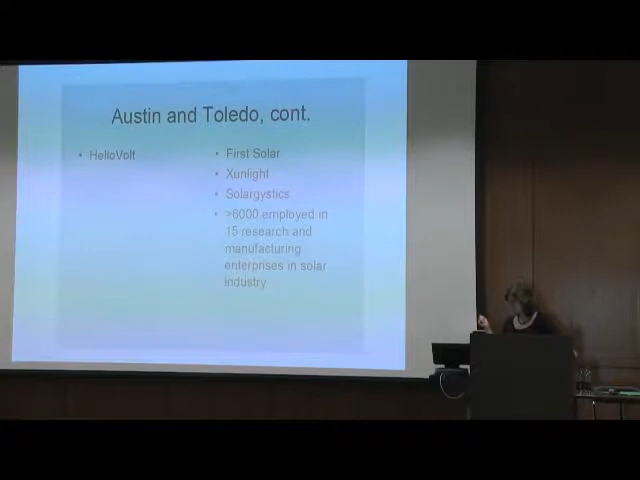 Austin and Toledo, cont.
• HelioVolt
• First Solar
• Xunlight
• Solargystics
• >6000 employed in
15 research and
manufacturing
enterprises in solar
industry